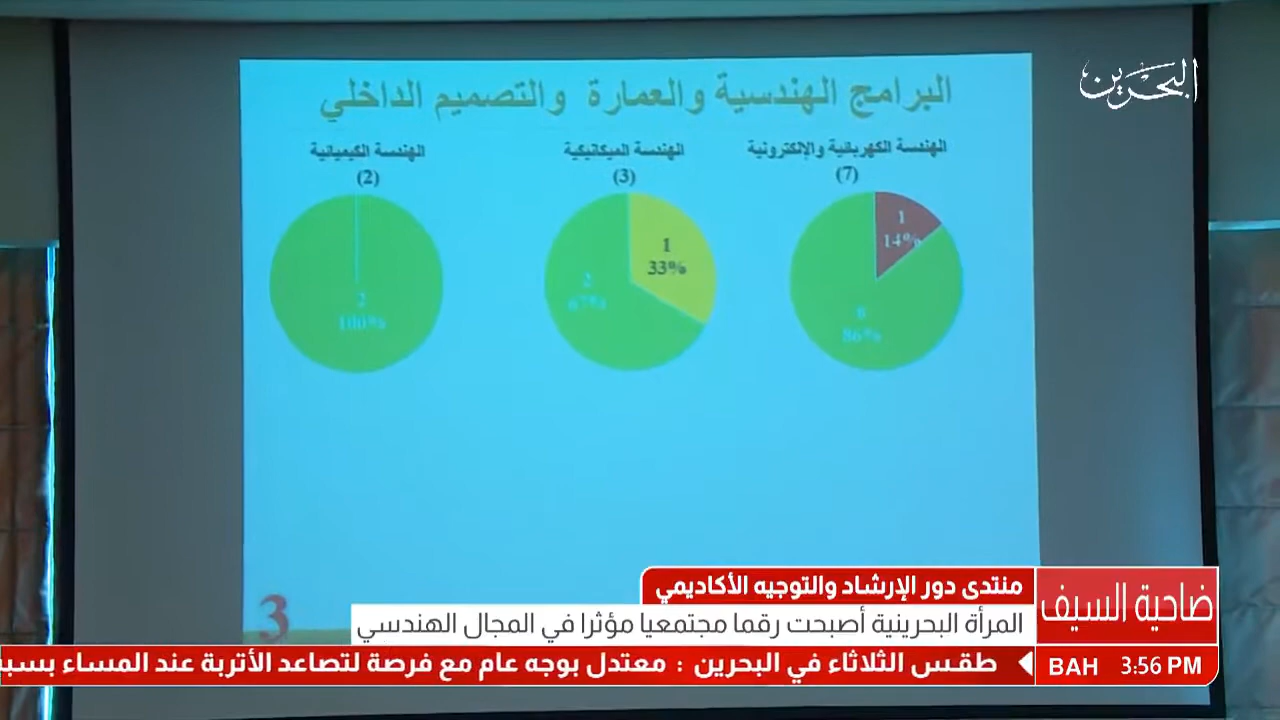 البحرين
البرامج الهندسية والعمارة والتصميم الداخلي
الهندسة الكهربائية والإلكترونية
(7)
1
14%
86%
الهندسة الميكانيكية
(3)
1
33%
2
67%
الهندسة الكيميائية
(2)
2
100%
3
ضاحية السيف
منتدى دور الإرشاد والتوجيه الأكاديمي
المرأة البحرينية أصبحت رقما مجتمعيا مؤثرا في المجال الهندسي
BAH 3:56 PM
طقس الثلاثاء في البحرين : معتدل بوجه عام مع فرصة لتصاعد الأتربة عند المساء